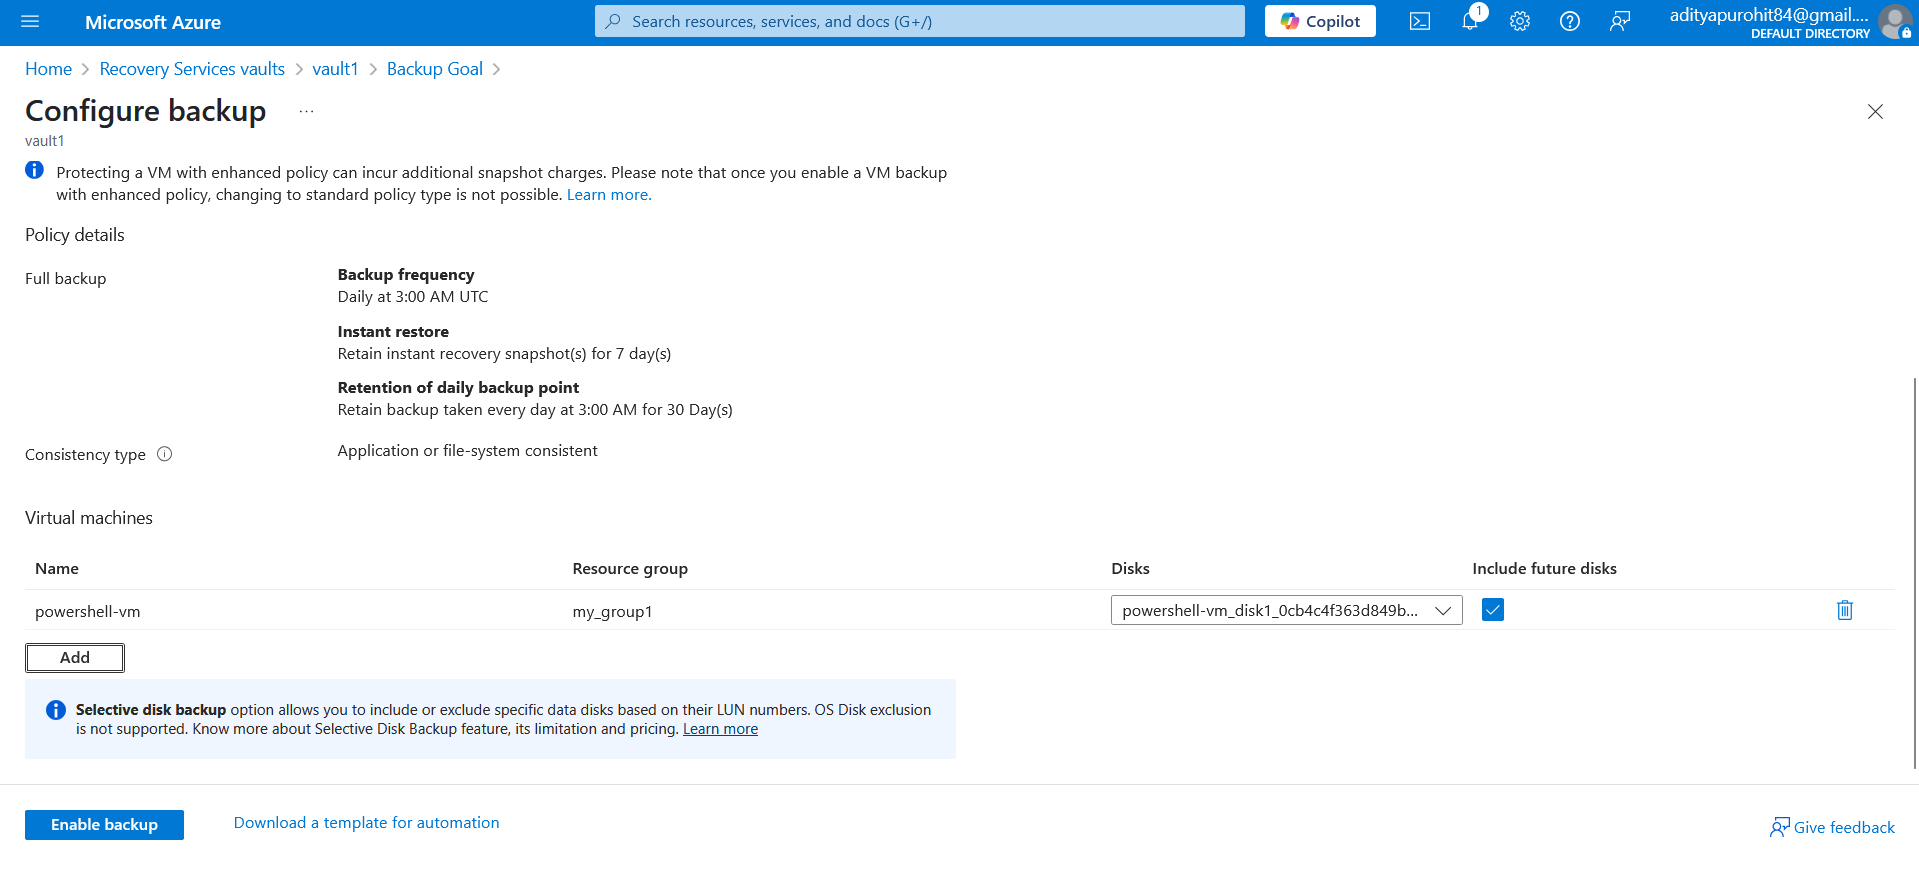 Microsoft Azure
Search resources, services, and docs (G+/)
Copilot
1
adityapurohit84@gmail....
DEFAULT DIRECTORY
Home > Recovery Services vaults > vault1 > Backup Goal >
Configure backup ...
vault1
Protecting a VM with enhanced policy can incur additional snapshot charges. Please note that once you enable a VM backup
with enhanced policy, changing to standard policy type is not possible. Learn more.
Policy details
Full backup
Backup frequency
Daily at 3:00 AM UTC
Instant restore
Retain instant recovery snapshot(s) for 7 day(s)
Retention of daily backup point
Retain backup taken every day at 3:00 AM for 30 Day(s)
Consistency type
Application or file-system consistent
Virtual machines
Name Resource group Disks Include future disks
powershell-vm my_group1 powershell-vm_disk1_0cb4c4f363d849b...
Add
Selective disk backup option allows you to include or exclude specific data disks based on their LUN numbers. OS Disk exclusion
is not supported. Know more about Selective Disk Backup feature, its limitation and pricing. Learn more
Enable backup
Download a template for automation
Give feedback